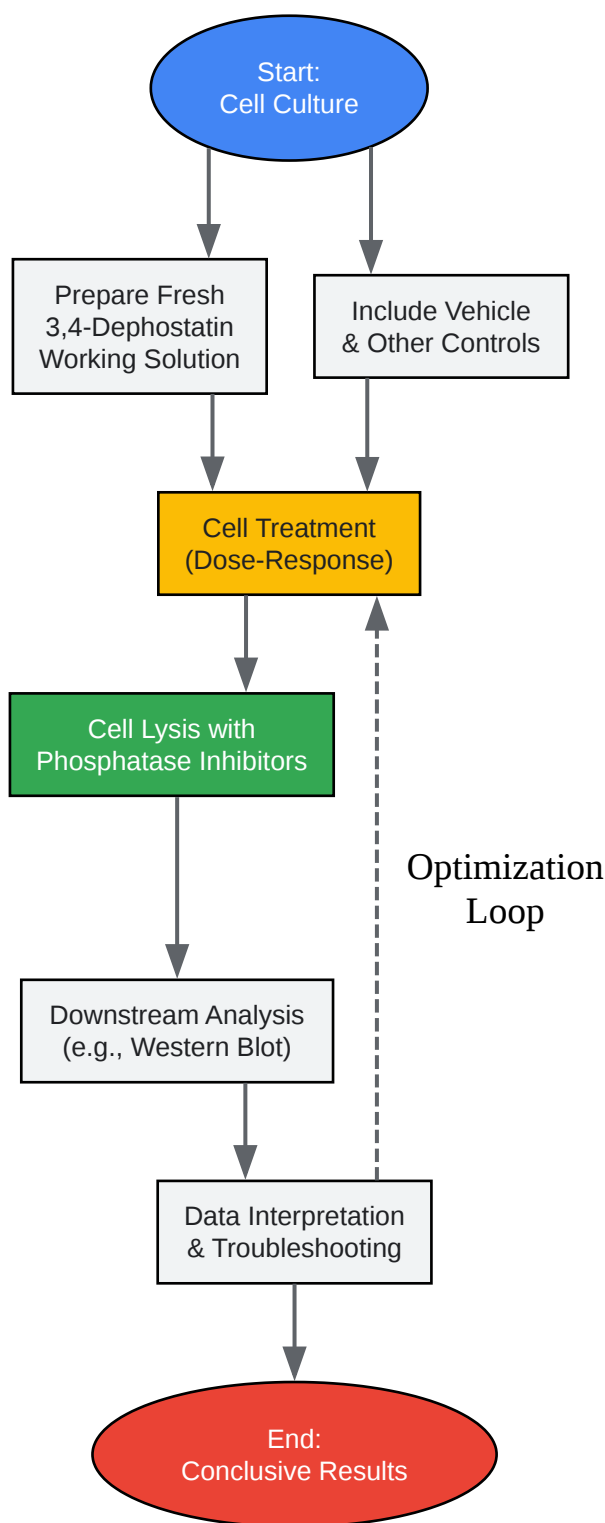 Start:
Cell Culture
Prepare Fresh
3,4-Dephostatin
Working Solution
Include Vehicle
& Other Controls
Cell Treatment
(Dose-Response)
Cell Lysis with
Phosphatase Inhibitors
Optimization
Loop
Downstream Analysis
(e.g., Western Blot)
Data Interpretation
& Troubleshooting
End:
Conclusive Results